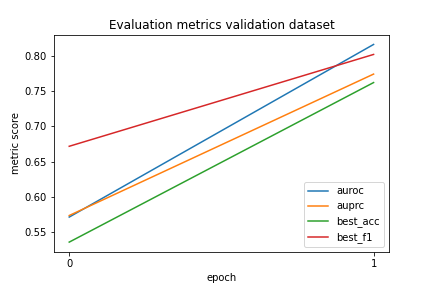 Evaluation metrics validation dataset
metric score
0.80
0.75
0.70
0.65
0.60
0.55
0
1
epoch
auroc
auprc
best_acc
best_f1